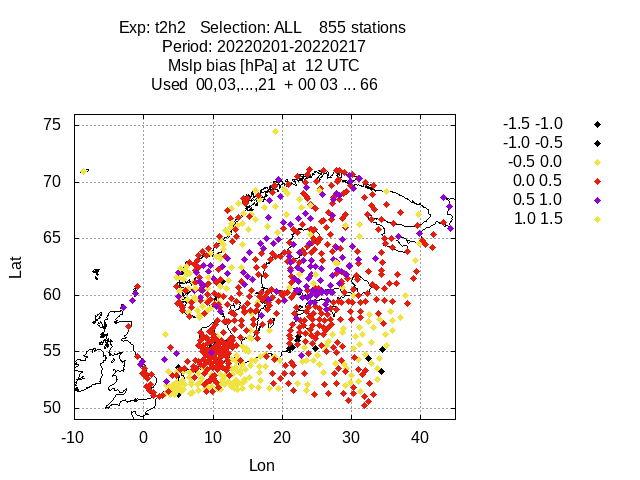 Exp: t2h2 Selection: ALL 855 stations
Period: 20220201-20220217
Mslp bias [hPa] at 12 UTC
Used 00,03,...,21 + 00 03 ... 66
-1.5 -1.0
-1.0 -0.5
-0.5 0.0
0.0 0.5
0.5 1.0
1.0 1.5
75
70
65
60
55
50
Lat
-10 0 10 20 30 40
Lon